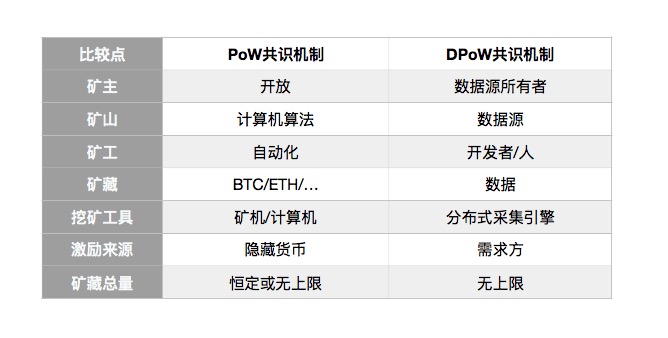 比较点 PoW共识机制 DPoW共识机制
矿主 开放 数据源所有者
矿山 计算机算法 数据源
矿工 自动化 开发者/人
矿藏 BTC/ETH/… 数据
挖矿工具 矿机/计算机 分布式采集引擎
激励来源 隐藏货币 需求方
矿藏总量 恒定或无上限 无上限